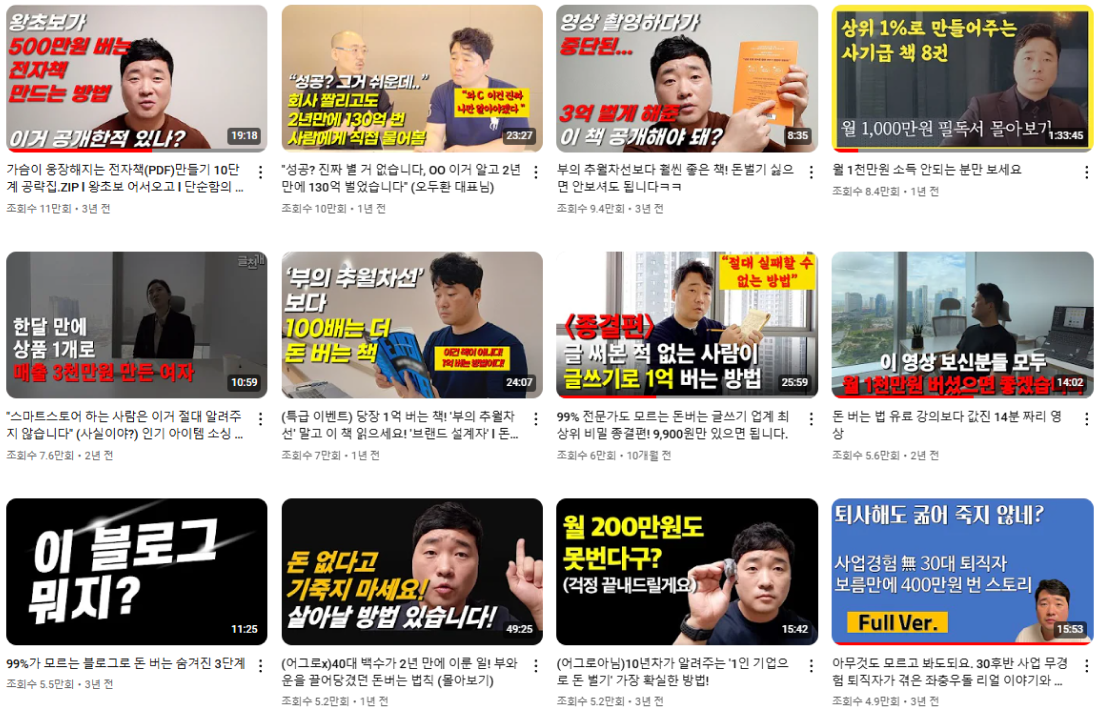 왕초보가
500만원 버는
전자책
만드는 방법
이거 공개한적 있나?
19:18
가슴이 웅장해지는 전자책(PDF)만들기 10단
계 공략집.ZIP l 왕초보 어서오고 l 단순함의 ...
조회수 11만회 • 3년 전
"성공? 그거 쉬운데.."
회사 짤리고도
2년만에 130억 번
사람에게 직접 물어봄
"와 C 이건 진짜
나만 알아야겠다"
23:27
"성공? 진짜 별 거 없습니다, OO 이거 알고 2년
만에 130억 벌었습니다" (오두환 대표님)
조회수 10만회 • 1년 전
영상 촬영하다가
중단된...
3억 벌게 해준
이 책 공개해야 돼?
8:35
부의 추월차선보다 훨씬 좋은 책! 돈벌기 싫으
면 안보셔도 됩니다ㅋㅋ
조회수 9.4만회 • 3년 전
상위 1%로 만들어주는
사기급 책 8권
월 1,000만원 필독서 몰아보기
1:33:45
월 1천만원 소득 안되는 분만 보세요
조회수 8.4만회 • 1년 전
한달 만에
상품 1개로
매출 3천만원 만든 여자
10:59
"스마트스토어 하는 사람은 이거 절대 알려주
지 않습니다" (사실이야?) 인기 아이템 소싱 ...
조회수 7.6만회 • 2년 전
'부의 추월차선'
보다
100배는 더
돈 버는 책
이건 책이 아니다!
1억 버는 방법이다!
24:07
(특급 이벤트) 당장 1억 버는 책! '부의 추월차
선' 말고 이 책 읽으세요! '브랜드 설계자' l 돈...
조회수 7만회 • 1년 전
"절대 실패할 수
없는 방법"
<종결편>
글 써본 적 없는 사람이
글쓰기로 1억 버는 방법
25:59
99% 전문가도 모르는 돈버는 글쓰기 업계 최
상위 비밀 종결편! 9,900원만 있으면 됩니다.
조회수 6만회 • 10개월 전
이 영상 보신분들 모두
월 1천만원 버셨으면 좋겠습니다
14:02
돈 버는 법 유료 강의보다 값진 14분 짜리 영
상
조회수 5.6만회 • 2년 전
이 블로그
뭐지?
11:25
99%가 모르는 블로그로 돈 버는 숨겨진 3단계
조회수 5.5만회 • 3년 전
돈 없다고
기죽지 마세요!
살아날 방법 있습니다!
49:25
(어그로x)40대 백수가 2년 만에 이룬 일! 부와
운을 끌어당겼던 돈버는 법칙 (몰아보기)
조회수 5.2만회 • 1년 전
월 200만원도
못번다구?
(걱정 끝내드릴게요)
15:42
(어그로아님)10년차가 알려주는 '1인 기업으
로 돈 벌기' 가장 확실한 방법!
조회수 5.2만회 • 3년 전
퇴사해도 굶어 죽지 않네?
사업경험 無 30대 퇴직자
보름만에 400만원 번 스토리
Full Ver.
15:53
아무것도 모르고 봐도되요. 30후반 사업 무경
험 퇴직자가 겪은 좌충우돌 리얼 이야기와 ...
조회수 4.9만회 • 3년 전